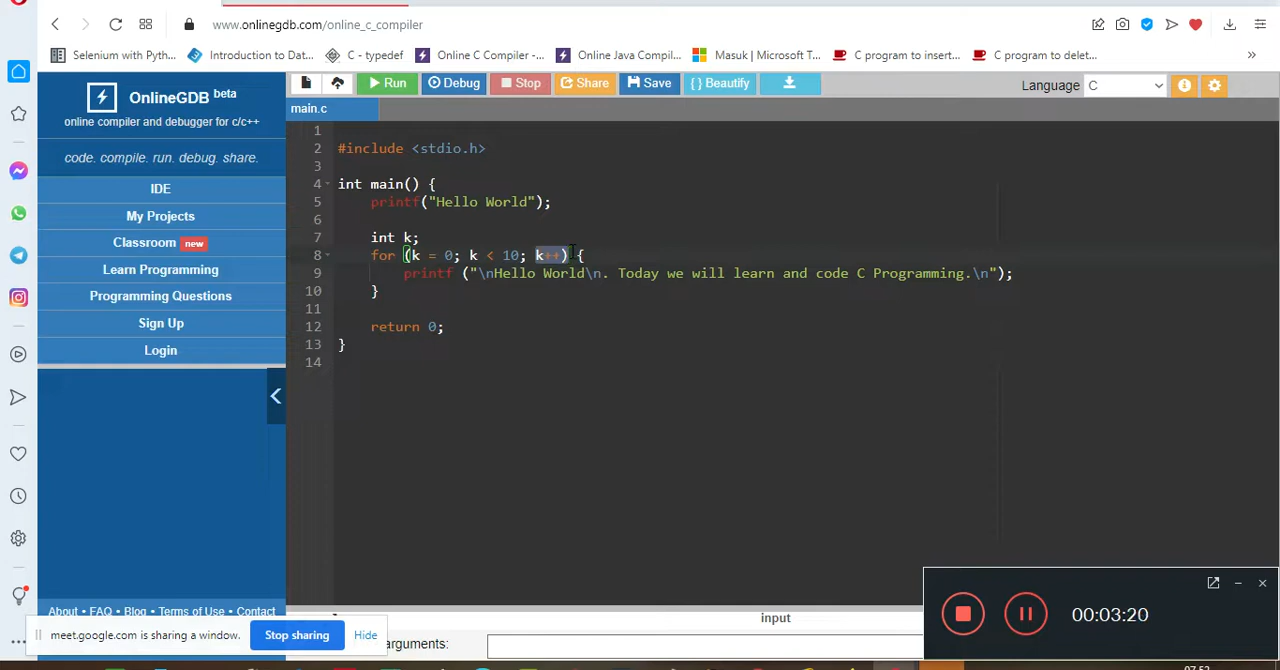 www.onlinegdb.com/online_c_compiler
Selenium with Pyth... Introduction to Dat... C - typedef Online C Compiler -... Online Java Compil... Masuk | Microsoft T... C program to insert... C program to delet... »
OnlineGDB beta
online compiler and debugger for c/c++
code. compile. run. debug. share.
IDE
My Projects
Classroom new
Learn Programming
Programming Questions
Sign Up
Login
About • FAQ • Blog • Terms of Use • Contact
Run Debug Stop Share Save { } Beautify
Language C
main.c
1
2 #include <stdio.h>
3
4 int main() {
5 printf("Hello World");
6
7 int k;
8 for (k = 0; k < 10; k++) {
9 printf ("\nHello World\n. Today we will learn and code C Programming.\n");
10 }
11
12 return 0;
13 }
14
input
arguments:
meet.google.com is sharing a window. Stop sharing Hide
00:03:20